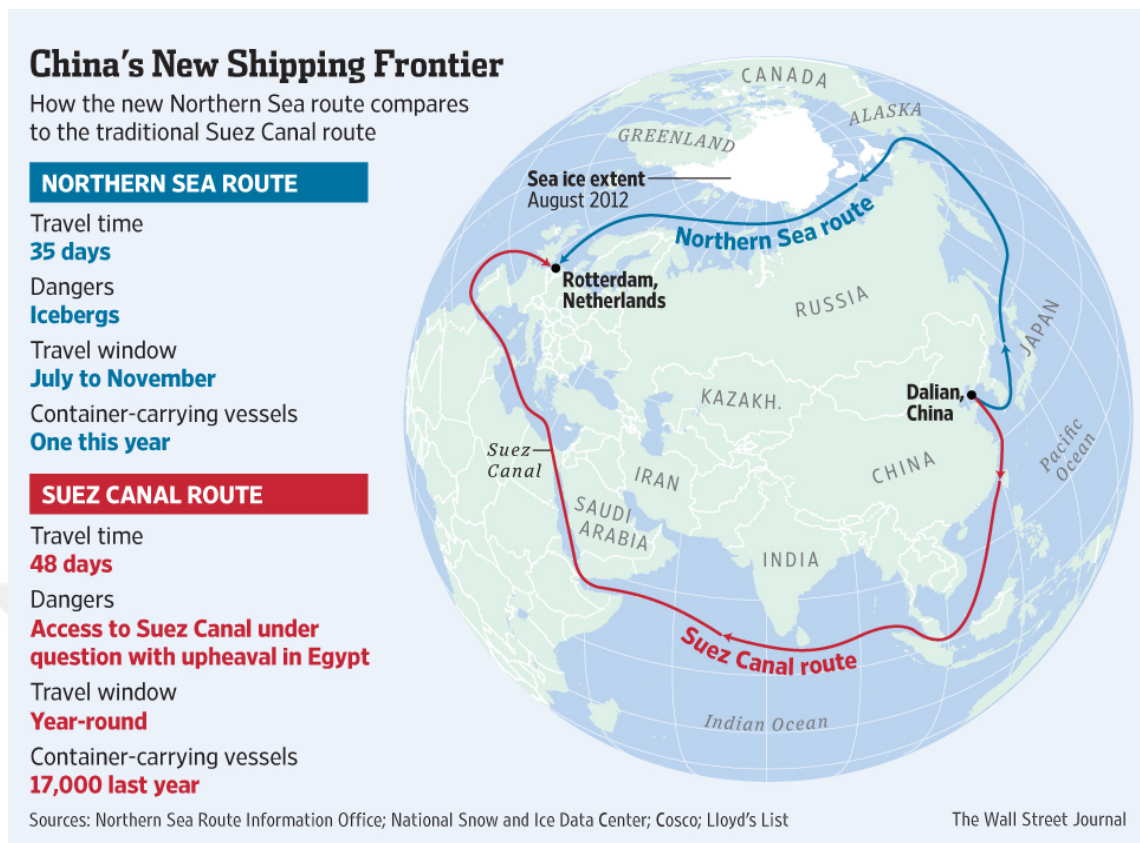 China's New Shipping Frontier
How the new Northern Sea route compares
to the traditional Suez Canal route
NORTHERN SEA ROUTE
Travel time
35 days
Dangers
Icebergs
Travel window
July to November
Container-carrying vessels
One this year
SUEZ CANAL ROUTE
Travel time
48 days
Dangers
Access to Suez Canal under
question with upheaval in Egypt
Travel window
Year-round
Container-carrying vessels
17,000 last year
CANADA
ALASKA
GREENLAND
Sea ice extent
August 2012
Northern Sea route
Rotterdam,
Netherlands
RUSSIA
JAPAN
KAZAKH.
Dalian,
China
Pacific
Ocean
Suez
Canal
IRAN
CHINA
SAUDI
ARABIA
INDIA
Suez Canal route
Indian Ocean
Sources: Northern Sea Route Information Office; National Snow and Ice Data Center; Cosco; Lloyd's List
The Wall Street Journal